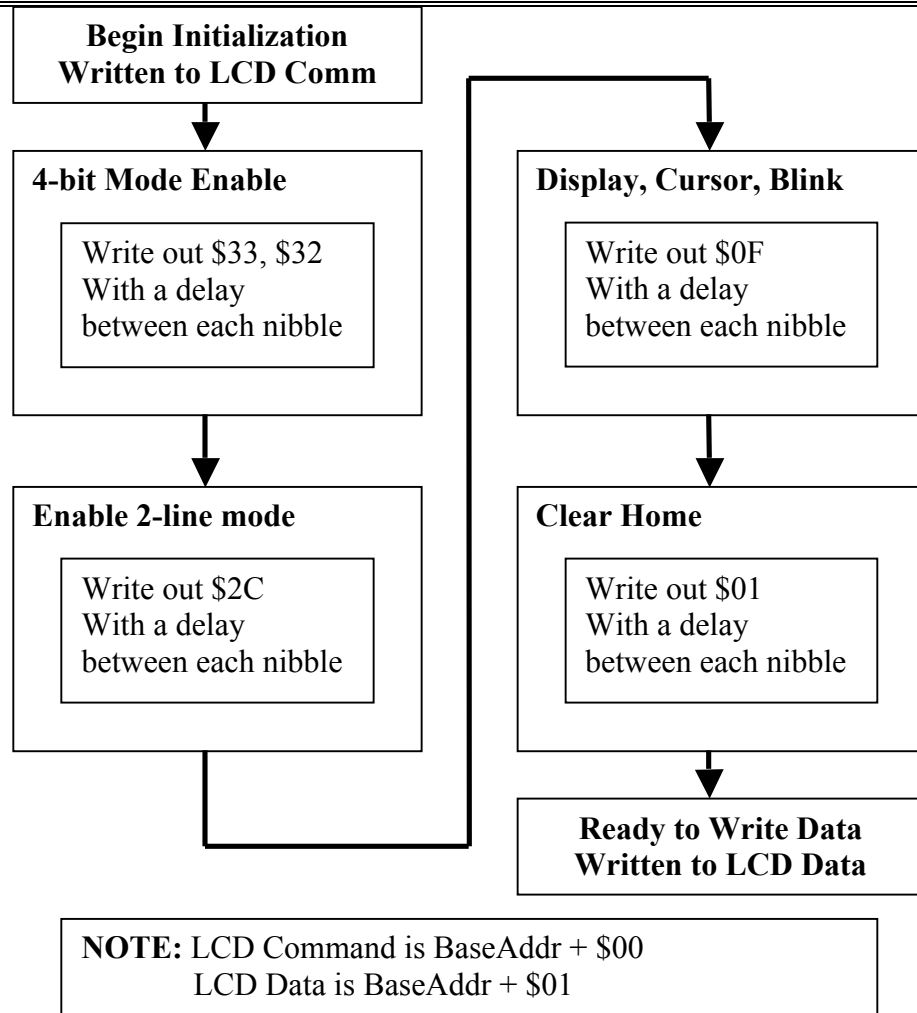 Begin Initialization
Written to LCD Comm
4-bit Mode Enable
Write out $33, $32
With a delay
between each nibble
Enable 2-line mode
Write out $2C
With a delay
between each nibble
Display, Cursor, Blink
Write out $0F
With a delay
between each nibble
Clear Home
Write out $01
With a delay
between each nibble
Ready to Write Data
Written to LCD Data
NOTE: LCD Command is BaseAddr + $00
LCD Data is BaseAddr + $01